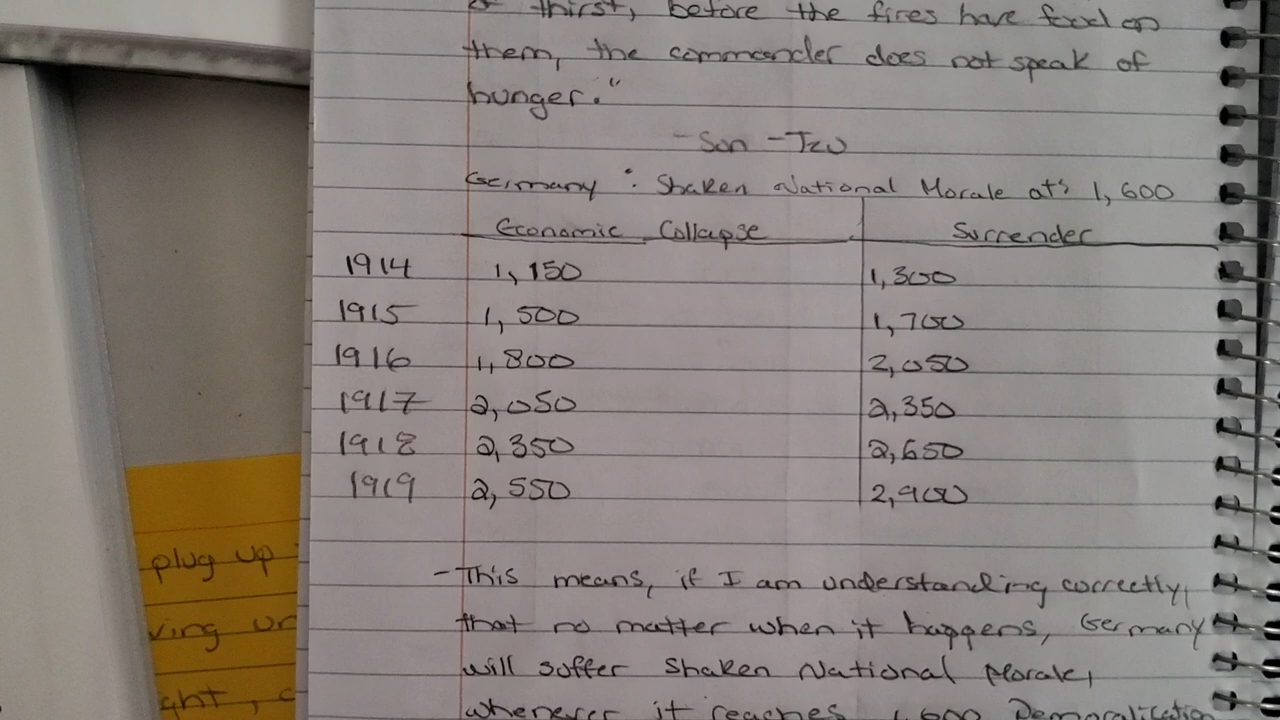 of thirst, before the fires have food on
them, the commander does not speak of
hunger."
- Sun - Tzu
Germany : Shaken National Morale at: 1,600
Economic Collapse Surrender
1914 1,150 1,300
1915 1,500 1,700
1916 1,800 2,050
1917 2,050 2,350
1918 2,350 2,650
1919 2,550 2,900
- This means, if I am understanding correctly,
that no matter when it happens, Germany
will suffer Shaken National Morale,
whenever it reaches 1,600 Demoralizatio
plug up
ving un
ght, c